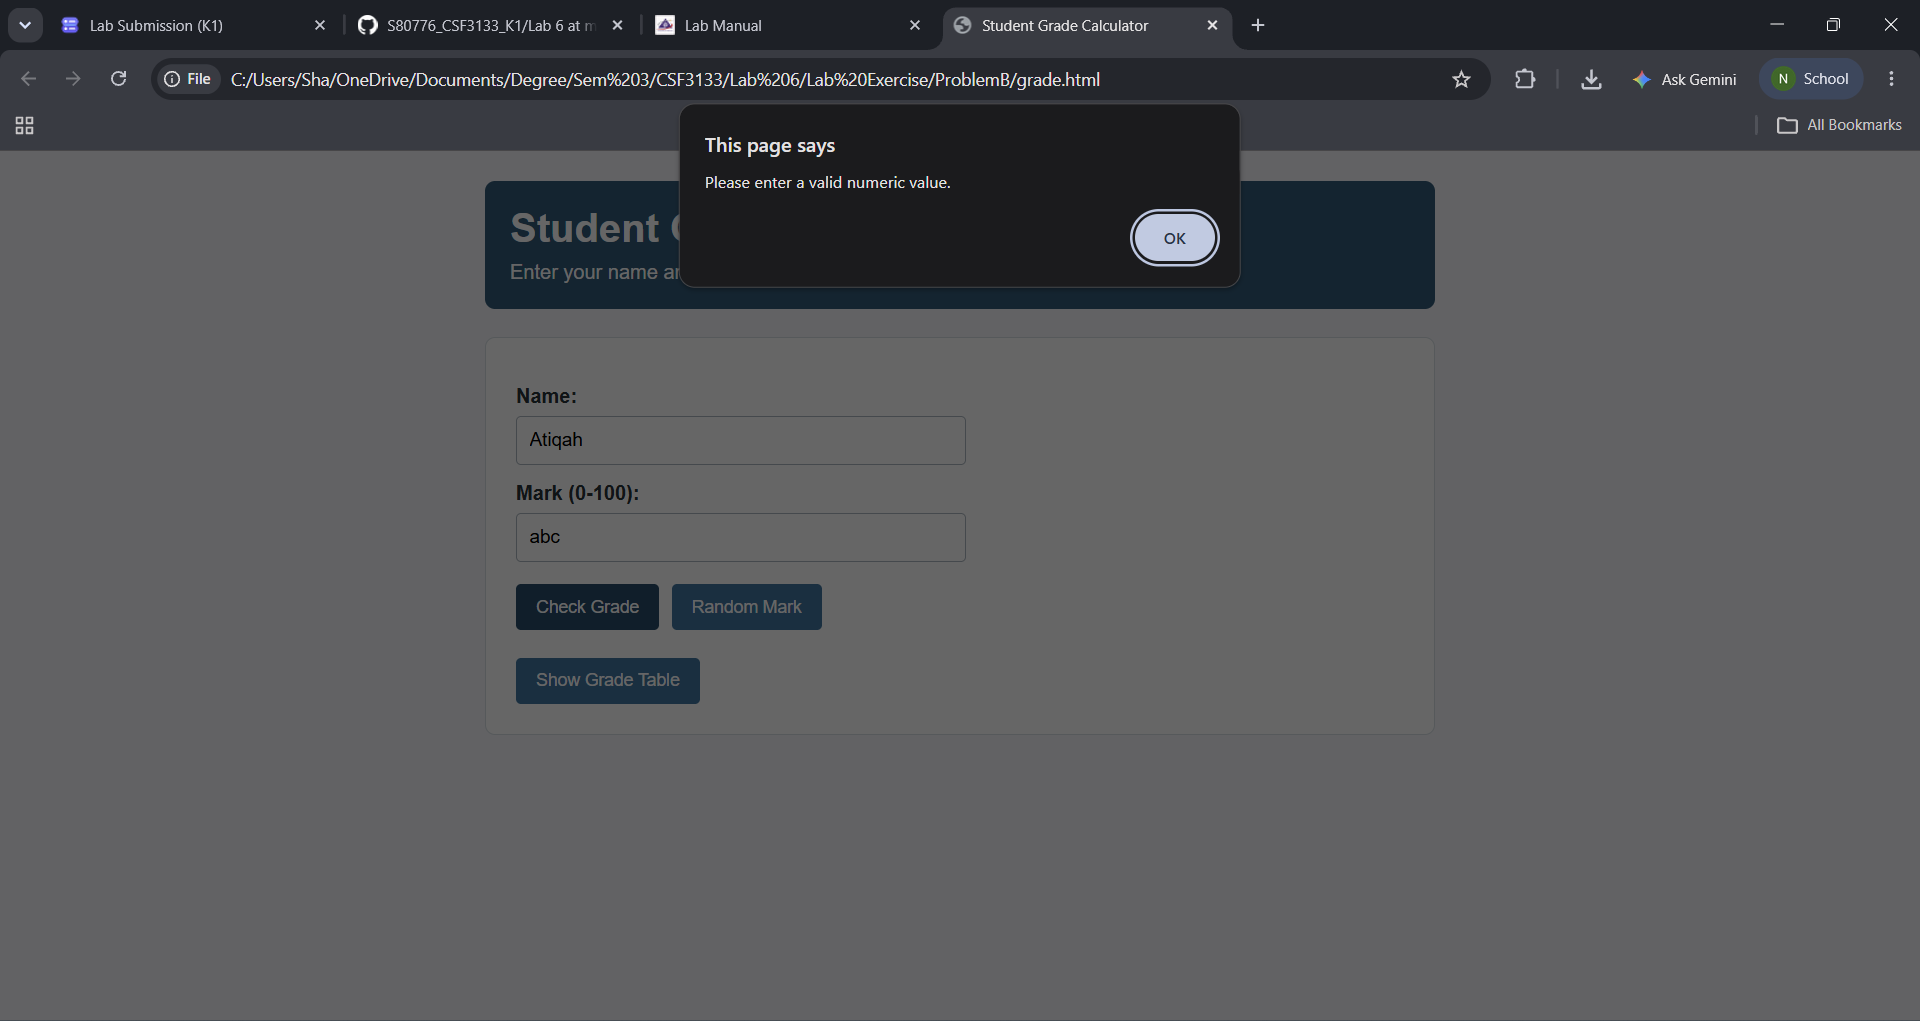 Lab Submission (K1)
S80776_CSF3133_K1/Lab 6 at m
Lab Manual
Student Grade Calculator
File
C:/Users/Sha/OneDrive/Documents/Degree/Sem%203/CSF3133/Lab%206/Lab%20Exercise/ProblemB/grade.html
Ask Gemini
N
School
All Bookmarks
This page says
Please enter a valid numeric value.
OK
Student
Enter your name
Name:
Atiqah
Mark (0-100):
abc
Check Grade
Random Mark
Show Grade Table